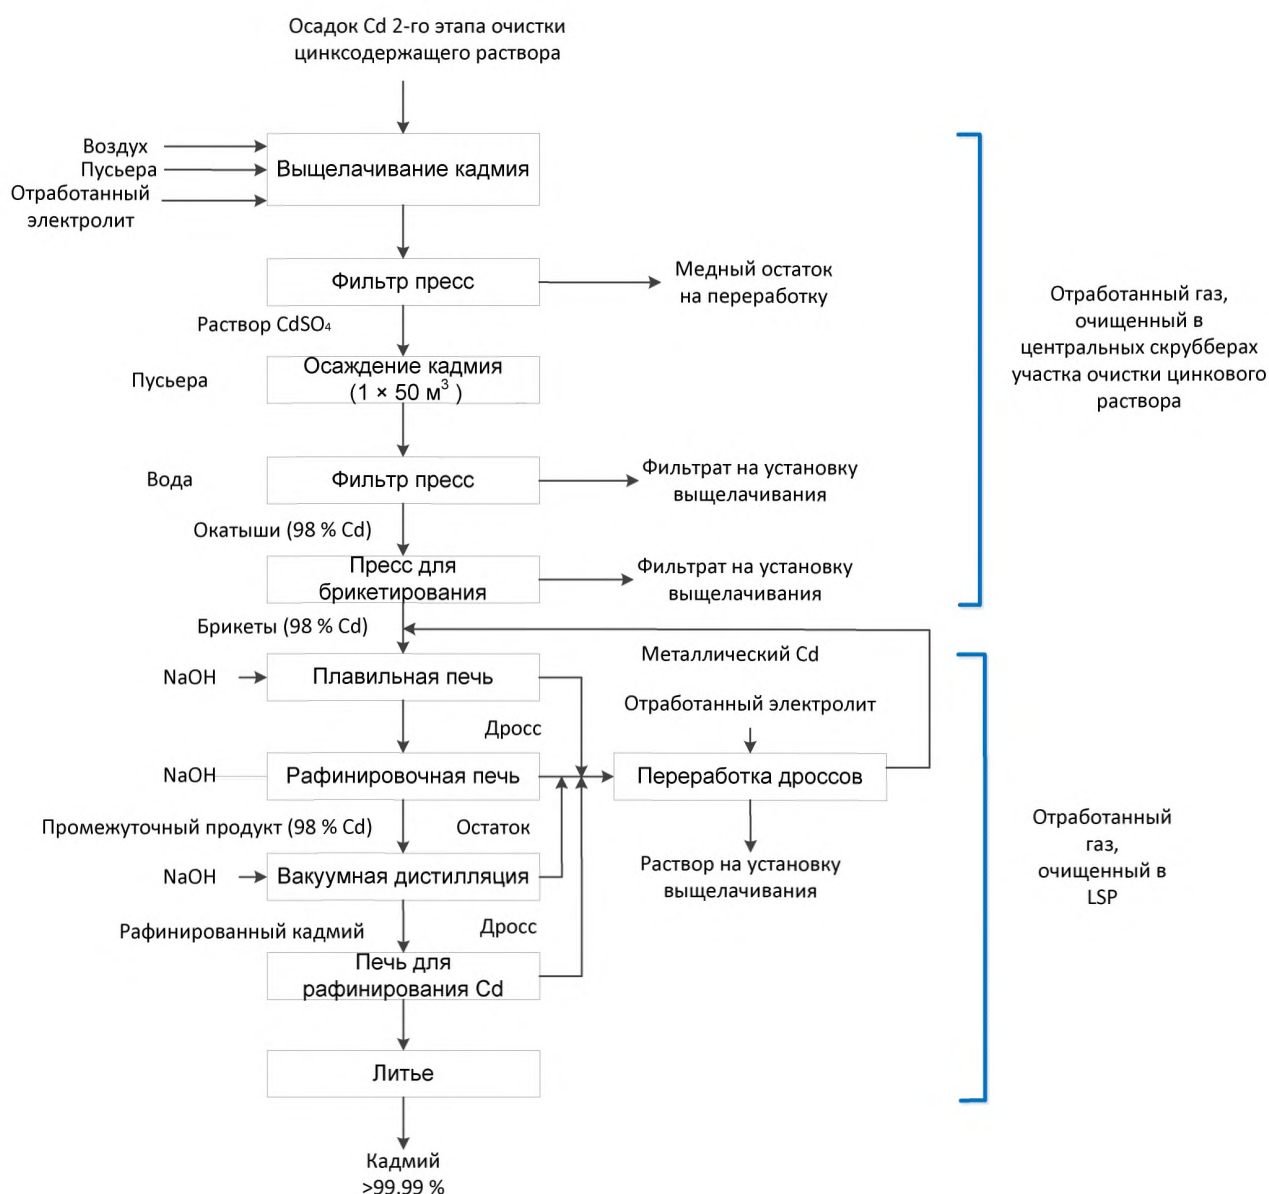 Осадок Cd 2-го этапа очистки
цинксодержащего раствора
Воздух
Пусьера
Отработанный
электролит
Выщелачивание кадмия
Фильтр пресс
Медный остаток
на переработку
Раствор CdSO₄
Пусьера
Осаждение кадмия
(1 × 50 м³ )
Вода
Фильтр пресс
Фильтрат на установку
выщелачивания
Окатыши (98 % Cd)
Пресс для
брикетирования
Фильтрат на установку
выщелачивания
Отработанный газ,
очищенный в
центральных скрубберах
участка очистки цинкового
раствора
Брикеты (98 % Cd)
Металлический Cd
NaOH
Плавильная печь
Отработанный электролит
Дросс
NaOH
Рафинировочная печь
Переработка дроссов
Промежуточный продукт (98 % Cd)
Остаток
NaOH
Вакуумная дистилляция
Раствор на установку
выщелачивания
Отработанный
газ,
очищенный в
LSP
Рафинированный кадмий
Дросс
Печь для
рафинирования Cd
Литье
Кадмий
>99.99 %